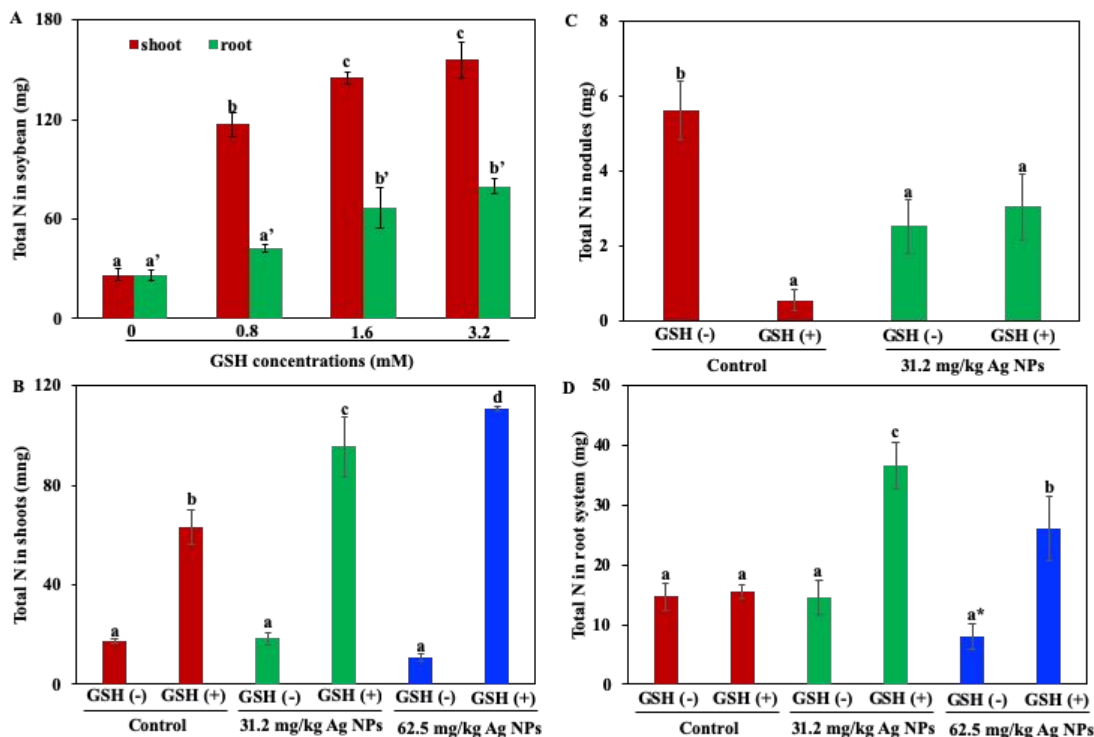 A
Total N in soybean (mg)
180
120
60
0
shoot
root
a
a’
b
a’
c
b’
c
b’
0
0.8
1.6
3.2
GSH concentrations (mM)
C
Total N in nodules (mg)
8
6
4
2
0
b
a
a
a
GSH (-)
GSH (+)
GSH (-)
GSH (+)
Control
31.2 mg/kg Ag NPs
B
Total N in shoots (mng)
120
80
40
0
a
b
a
c
a
d
GSH (-)
GSH (+)
GSH (-)
GSH (+)
GSH (-)
GSH (+)
Control
31.2 mg/kg Ag NPs
62.5 mg/kg Ag NPs
D
Total N in root system (mg)
50
40
30
20
10
0
a
a
a
c
a*
b
GSH (-)
GSH (+)
GSH (-)
GSH (+)
GSH (-)
GSH (+)
Control
31.2 mg/kg Ag NPs
62.5 mg/kg Ag NPs